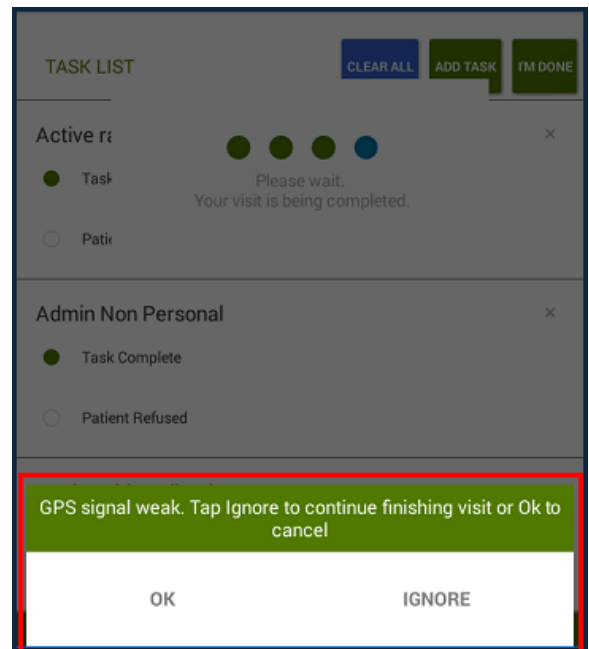 TASK LIST
CLEAR ALL
ADD TASK
I'M DONE
Active
×
Please wait.
Your visit is being completed.
Admin Non Personal
×
Task Complete
Patient Refused
GPS signal weak. Tap Ignore to continue finishing visit or Ok to
cancel
OK
IGNORE